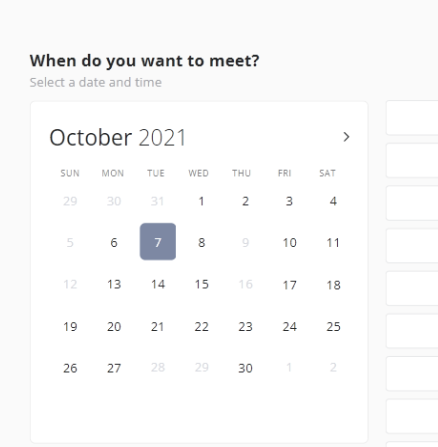 When do you want to meet?
Select a date and time
October 2021
SUN MON TUE WED THU FRI SAT
29 30 31 1 2 3 4
5 6 7 8 9 10 11
12 13 14 15 16 17 18
19 20 21 22 23 24 25
26 27 28 29 30 1 2